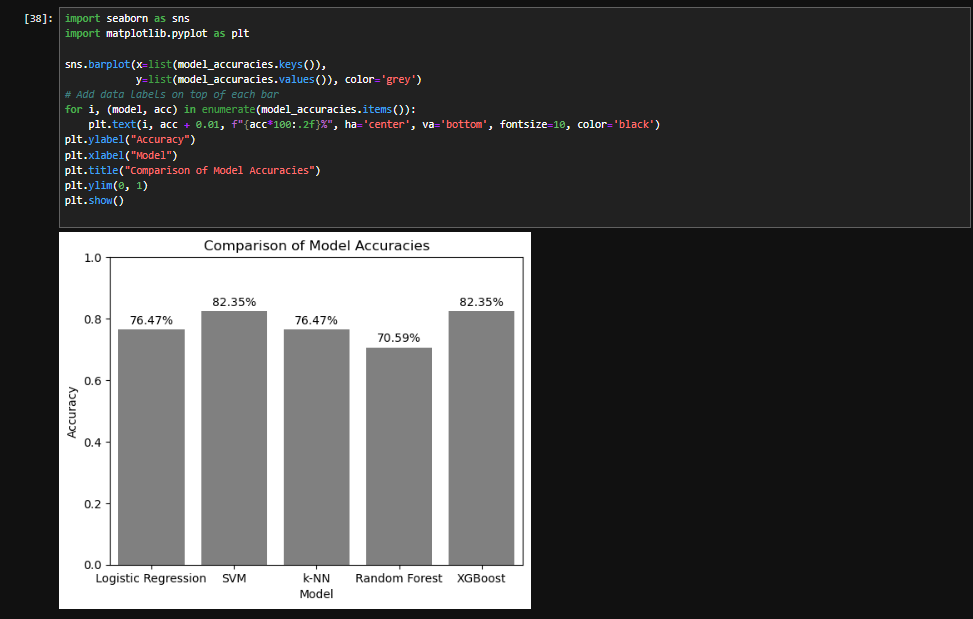 [38]:
import seaborn as sns
import matplotlib.pyplot as plt
sns.barplot(x=list(model_accuracies.keys()),
            y=list(model_accuracies.values()), color='grey')
# Add data labels on top of each bar
for i, (model, acc) in enumerate(model_accuracies.items()):
    plt.text(i, acc + 0.01, f"{acc*100:.2f}%", ha='center', va='bottom', fontsize=10, color='black')
plt.ylabel("Accuracy")
plt.xlabel("Model")
plt.title("Comparison of Model Accuracies")
plt.ylim(0, 1)
plt.show()
Comparison of Model Accuracies
1.0
0.8
0.6
0.4
0.2
0.0
Accuracy
76.47%
82.35%
76.47%
70.59%
82.35%
Logistic Regression
SVM
k-NN
Random Forest
XGBoost
Model